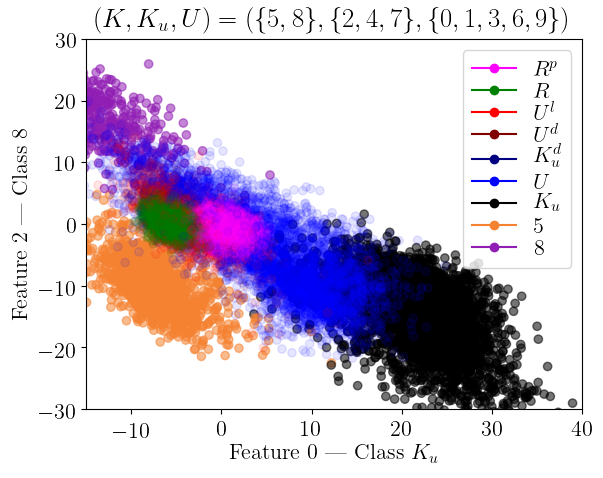 (K, K_u, U) = ({5, 8}, {2, 4, 7}, {0, 1, 3, 6, 9})
30
20
10
0
−10
−20
−30
Feature 2 — Class 8
R^p
R
U^l
U^d
K_u^d
U
K_u
5
8
−10
0
10
20
30
40
Feature 0 — Class K_u